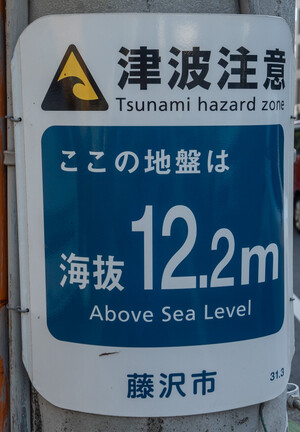 津波注意
Tsunami hazard zone
ここの地盤は
海抜 12.2m
Above Sea Level
藤沢市
31.3